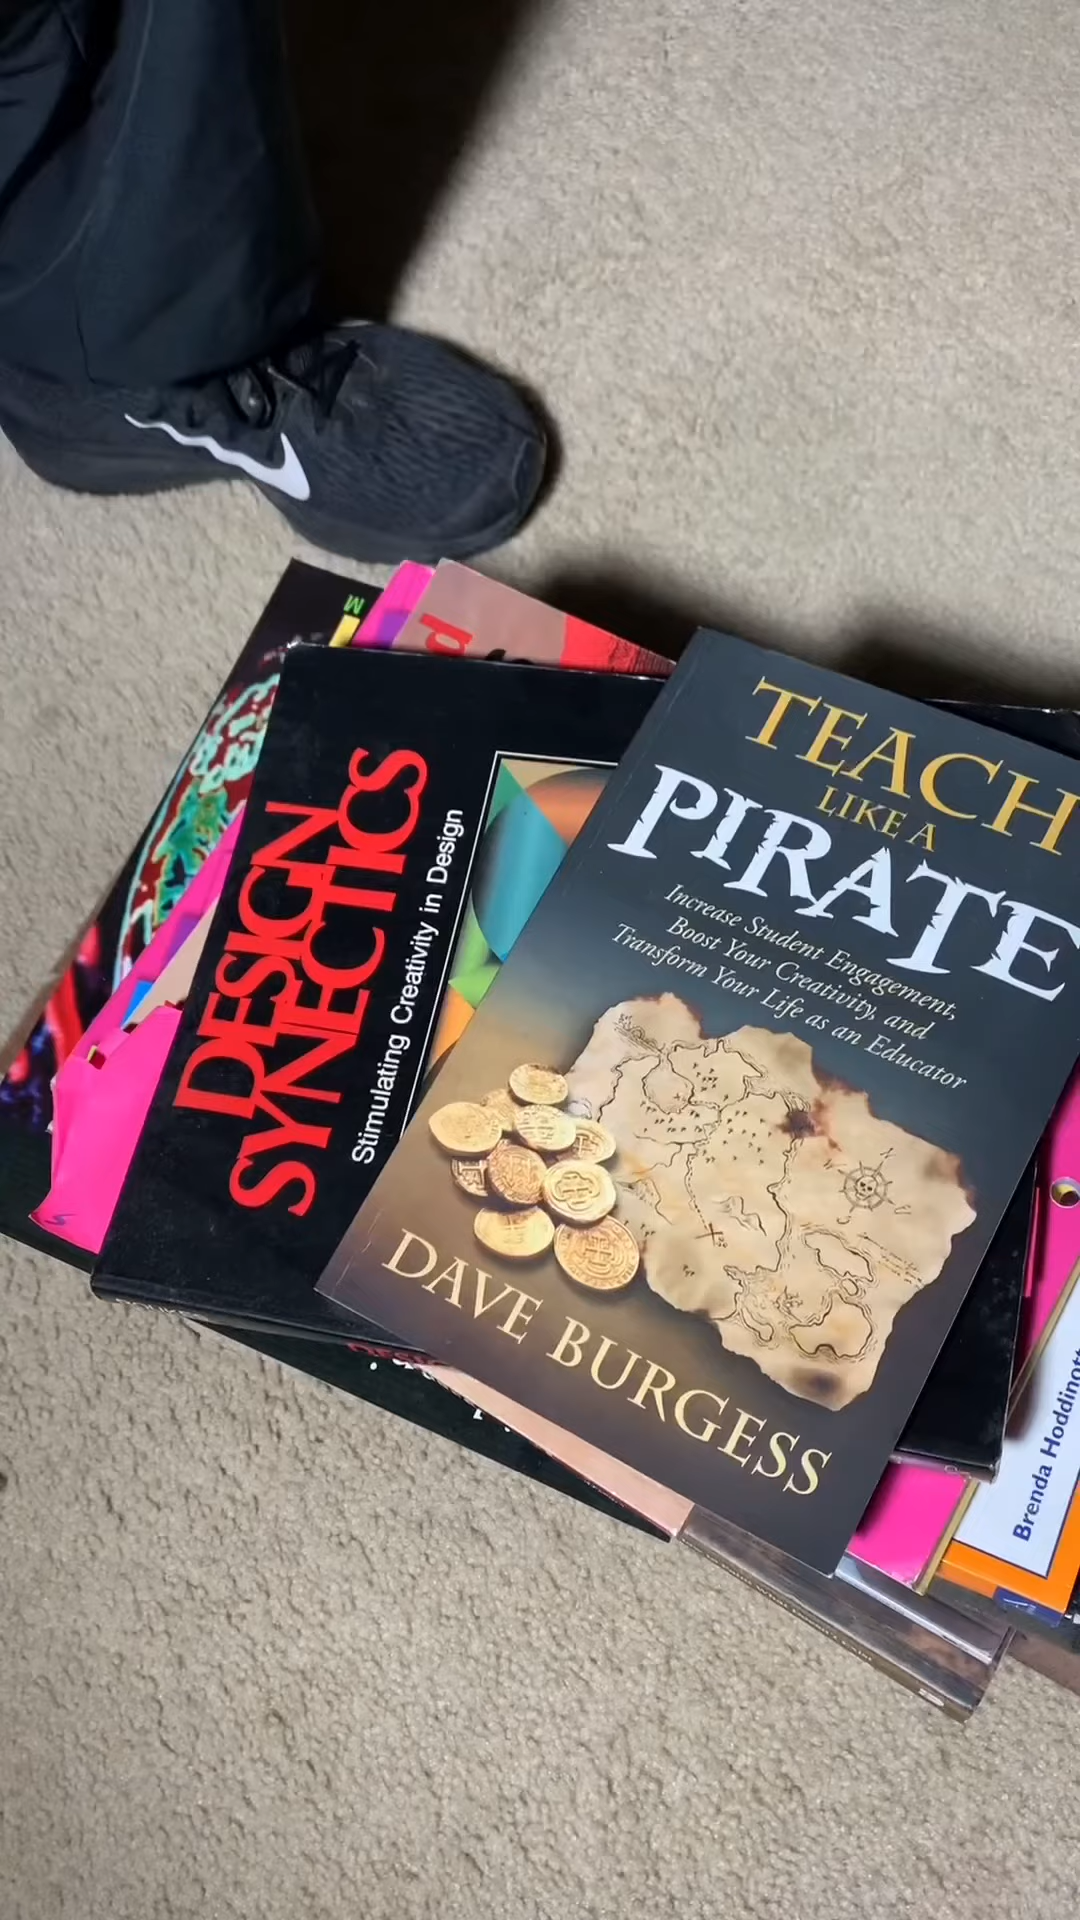 TEACH
LIKE A
PIRATE
Increase Student Engagement,
Boost Your Creativity, and
Transform Your Life as an Educator
DAVE BURGESS
DESIGN
SYNECTICS
Stimulating Creativity in Design
M
d
Brenda Hoddinott